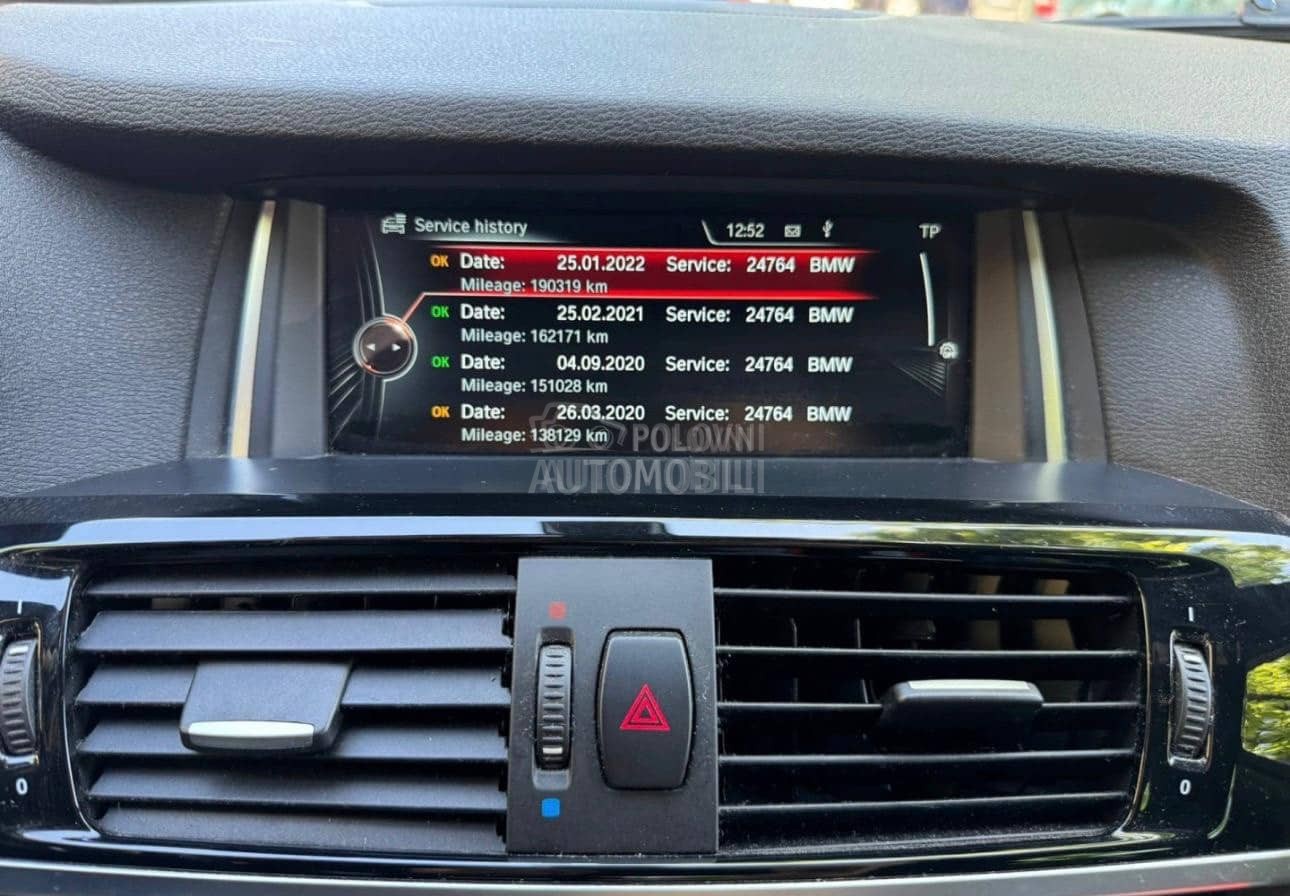 Service history 12:52 TP
OK Date: 25.01.2022 Service: 24764 BMW
Mileage: 190319 km
OK Date: 25.02.2021 Service: 24764 BMW
Mileage: 162171 km
OK Date: 04.09.2020 Service: 24764 BMW
Mileage: 151028 km
OK Date: 26.03.2020 Service: 24764 BMW
Mileage: 138129 km
POLOVNI
AUTOMOBILI
0
0